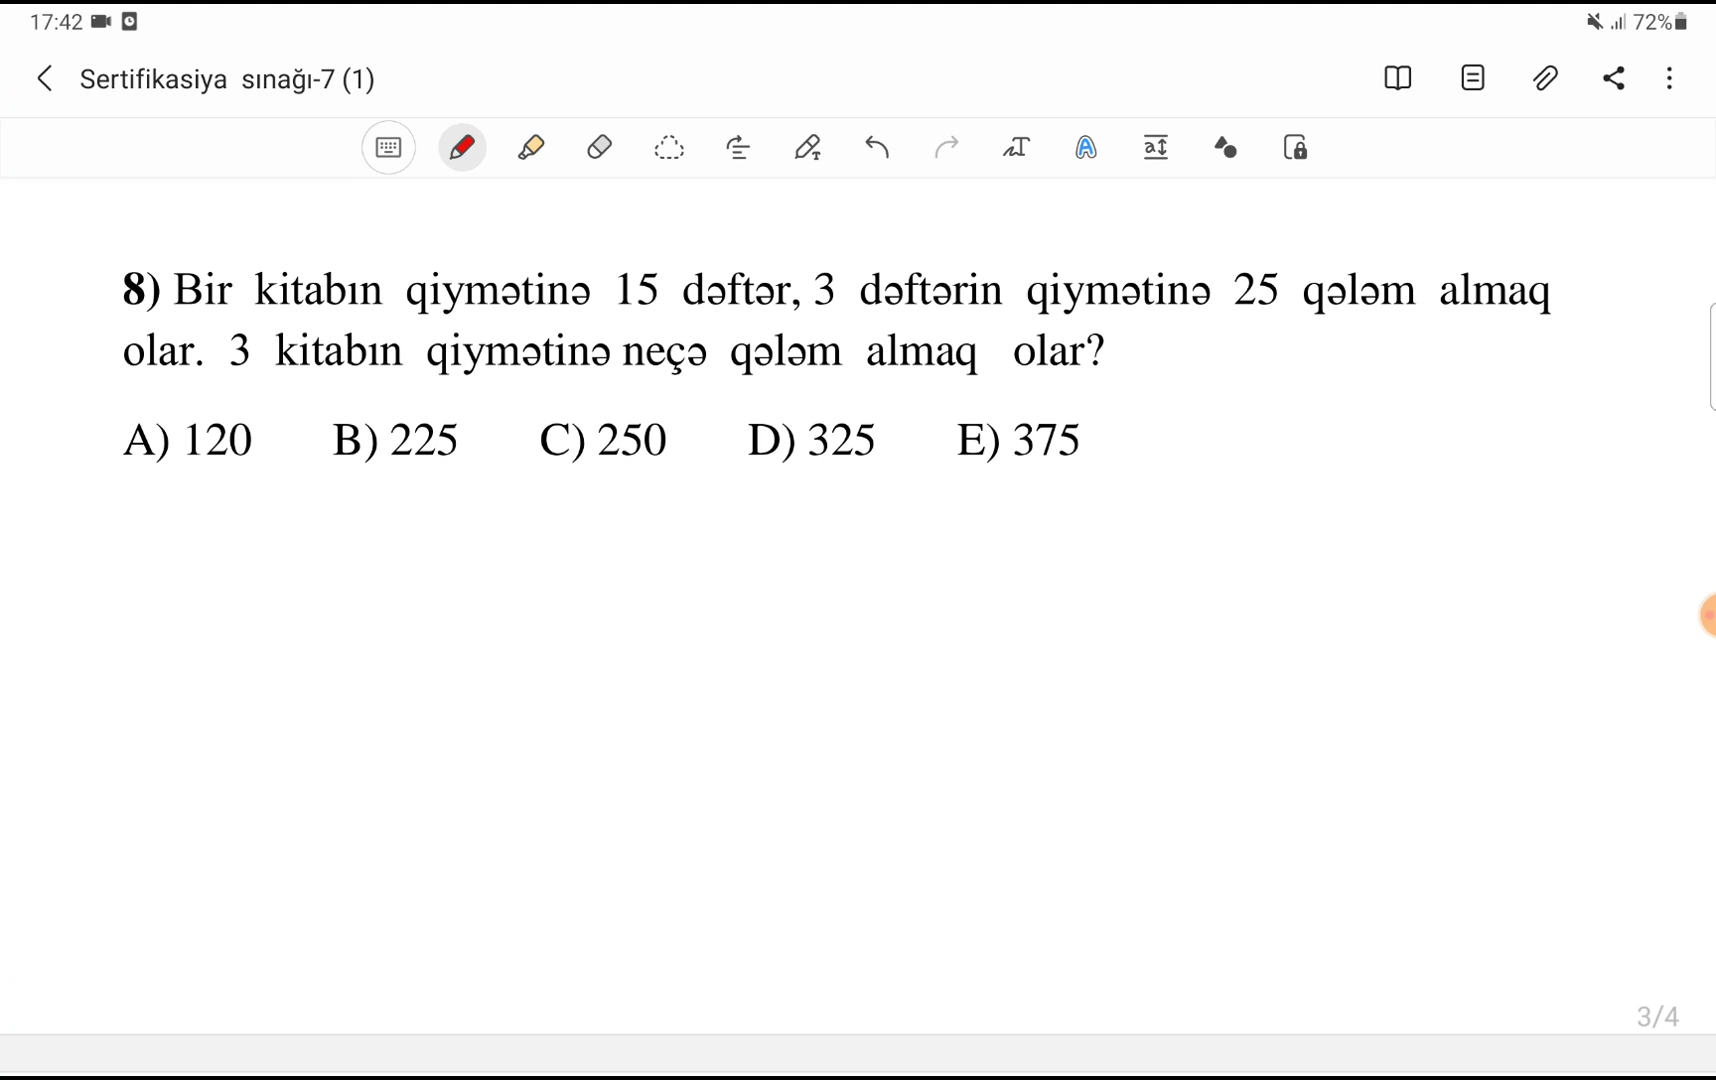 17:42
72%
Sertifikasiya sınağı-7 (1)
8) Bir kitabın qiymətinə 15 dəftər, 3 dəftərin qiymətinə 25 qələm almaq
olar. 3 kitabın qiymətinə neçə qələm almaq olar?
A) 120 B) 225 C) 250 D) 325 E) 375
3/4